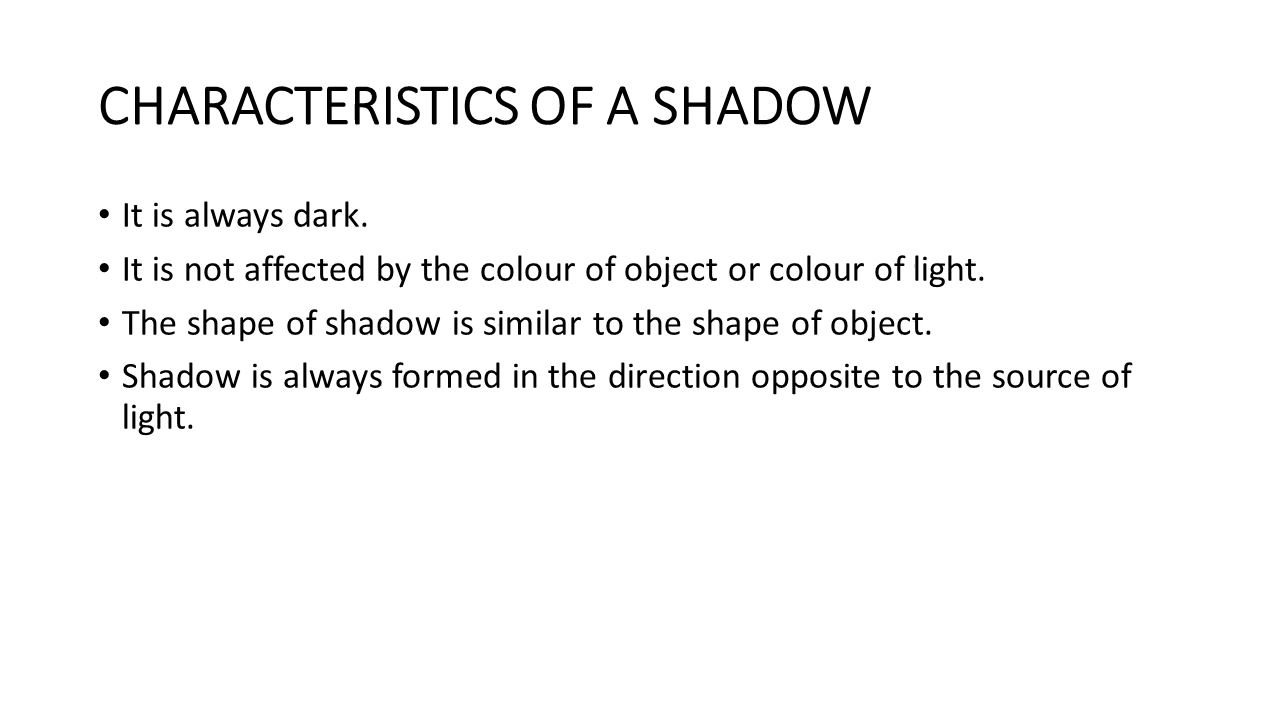 CHARACTERISTICS OF A SHADOW
• It is always dark.
• It is not affected by the colour of object or colour of light.
• The shape of shadow is similar to the shape of object.
• Shadow is always formed in the direction opposite to the source of
light.